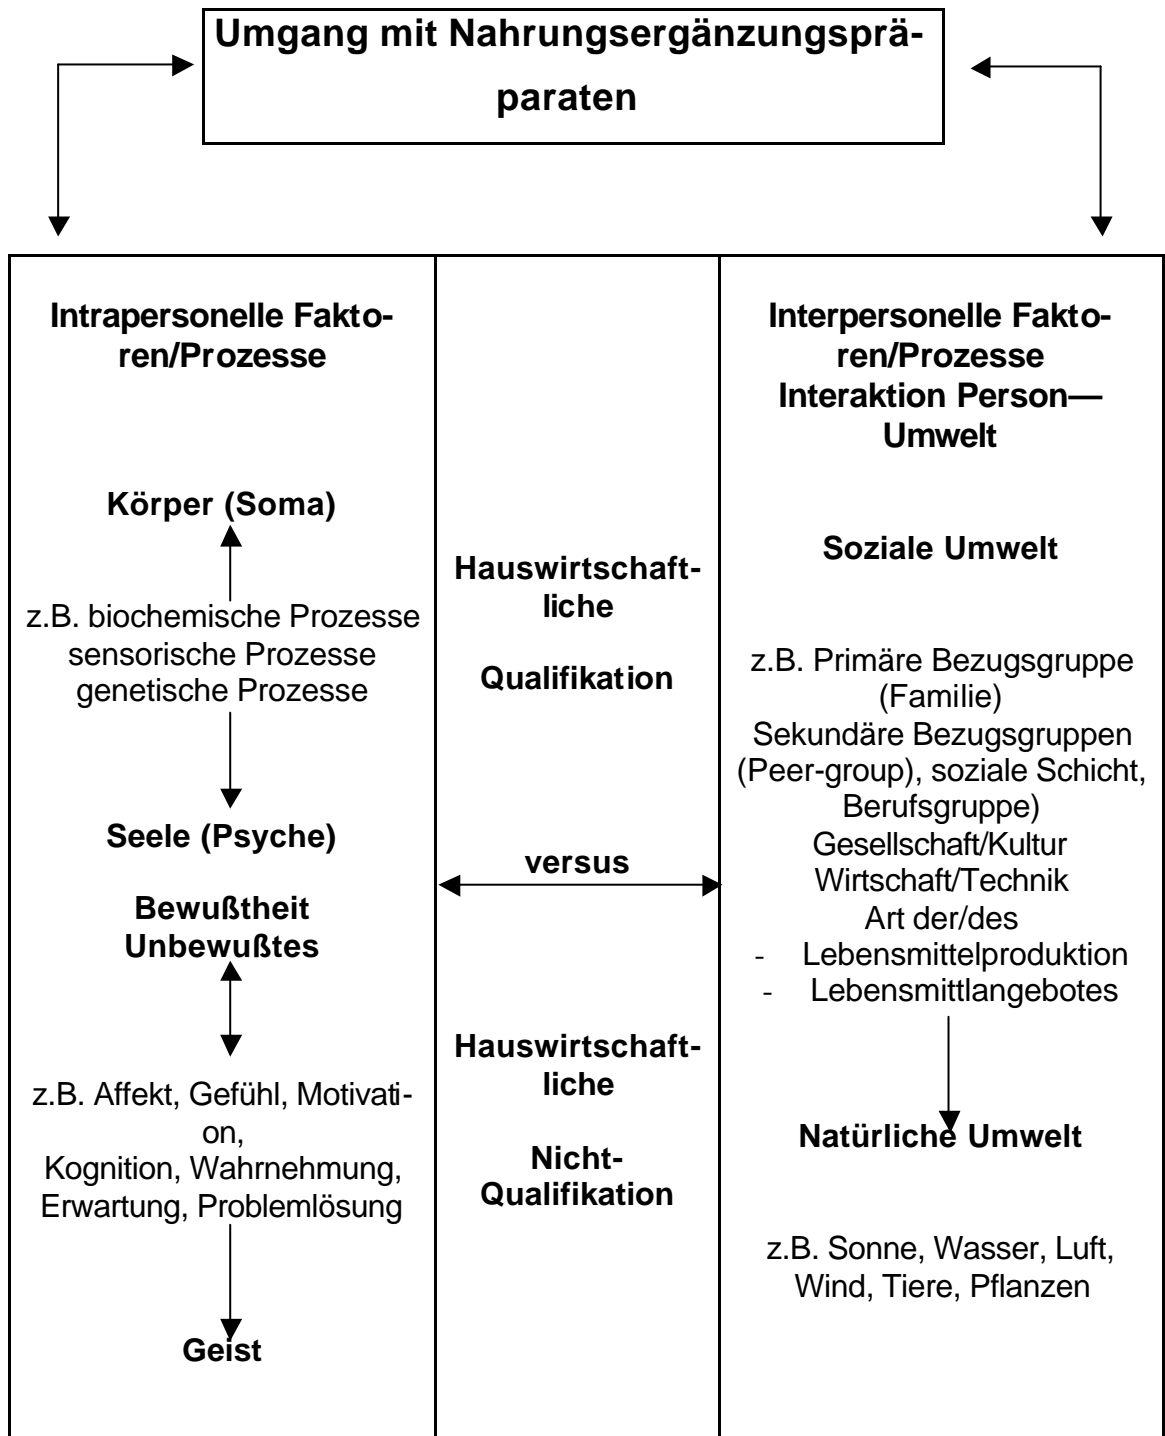 Umgang mit Nahrungsergänzungsprä-
paraten
Intrapersonelle Fakto-
ren/Prozesse
Körper (Soma)
z.B. biochemische Prozesse
sensorische Prozesse
genetische Prozesse
Seele (Psyche)
Bewußtheit
Unbewußtes
z.B. Affekt, Gefühl, Motivati-
on,
Kognition, Wahrnehmung,
Erwartung, Problemlösung
Geist
Hauswirtschaft-
liche
Qualifikation
versus
Hauswirtschaft-
liche
Nicht-
Qualifikation
Interpersonelle Fakto-
ren/Prozesse
Interaktion Person—
Umwelt
Soziale Umwelt
z.B. Primäre Bezugsgruppe
(Familie)
Sekundäre Bezugsgruppen
(Peer-group), soziale Schicht,
Berufsgruppe)
Gesellschaft/Kultur
Wirtschaft/Technik
Art der/des
- Lebensmittelproduktion
- Lebensmittlangebotes
Natürliche Umwelt
z.B. Sonne, Wasser, Luft,
Wind, Tiere, Pflanzen